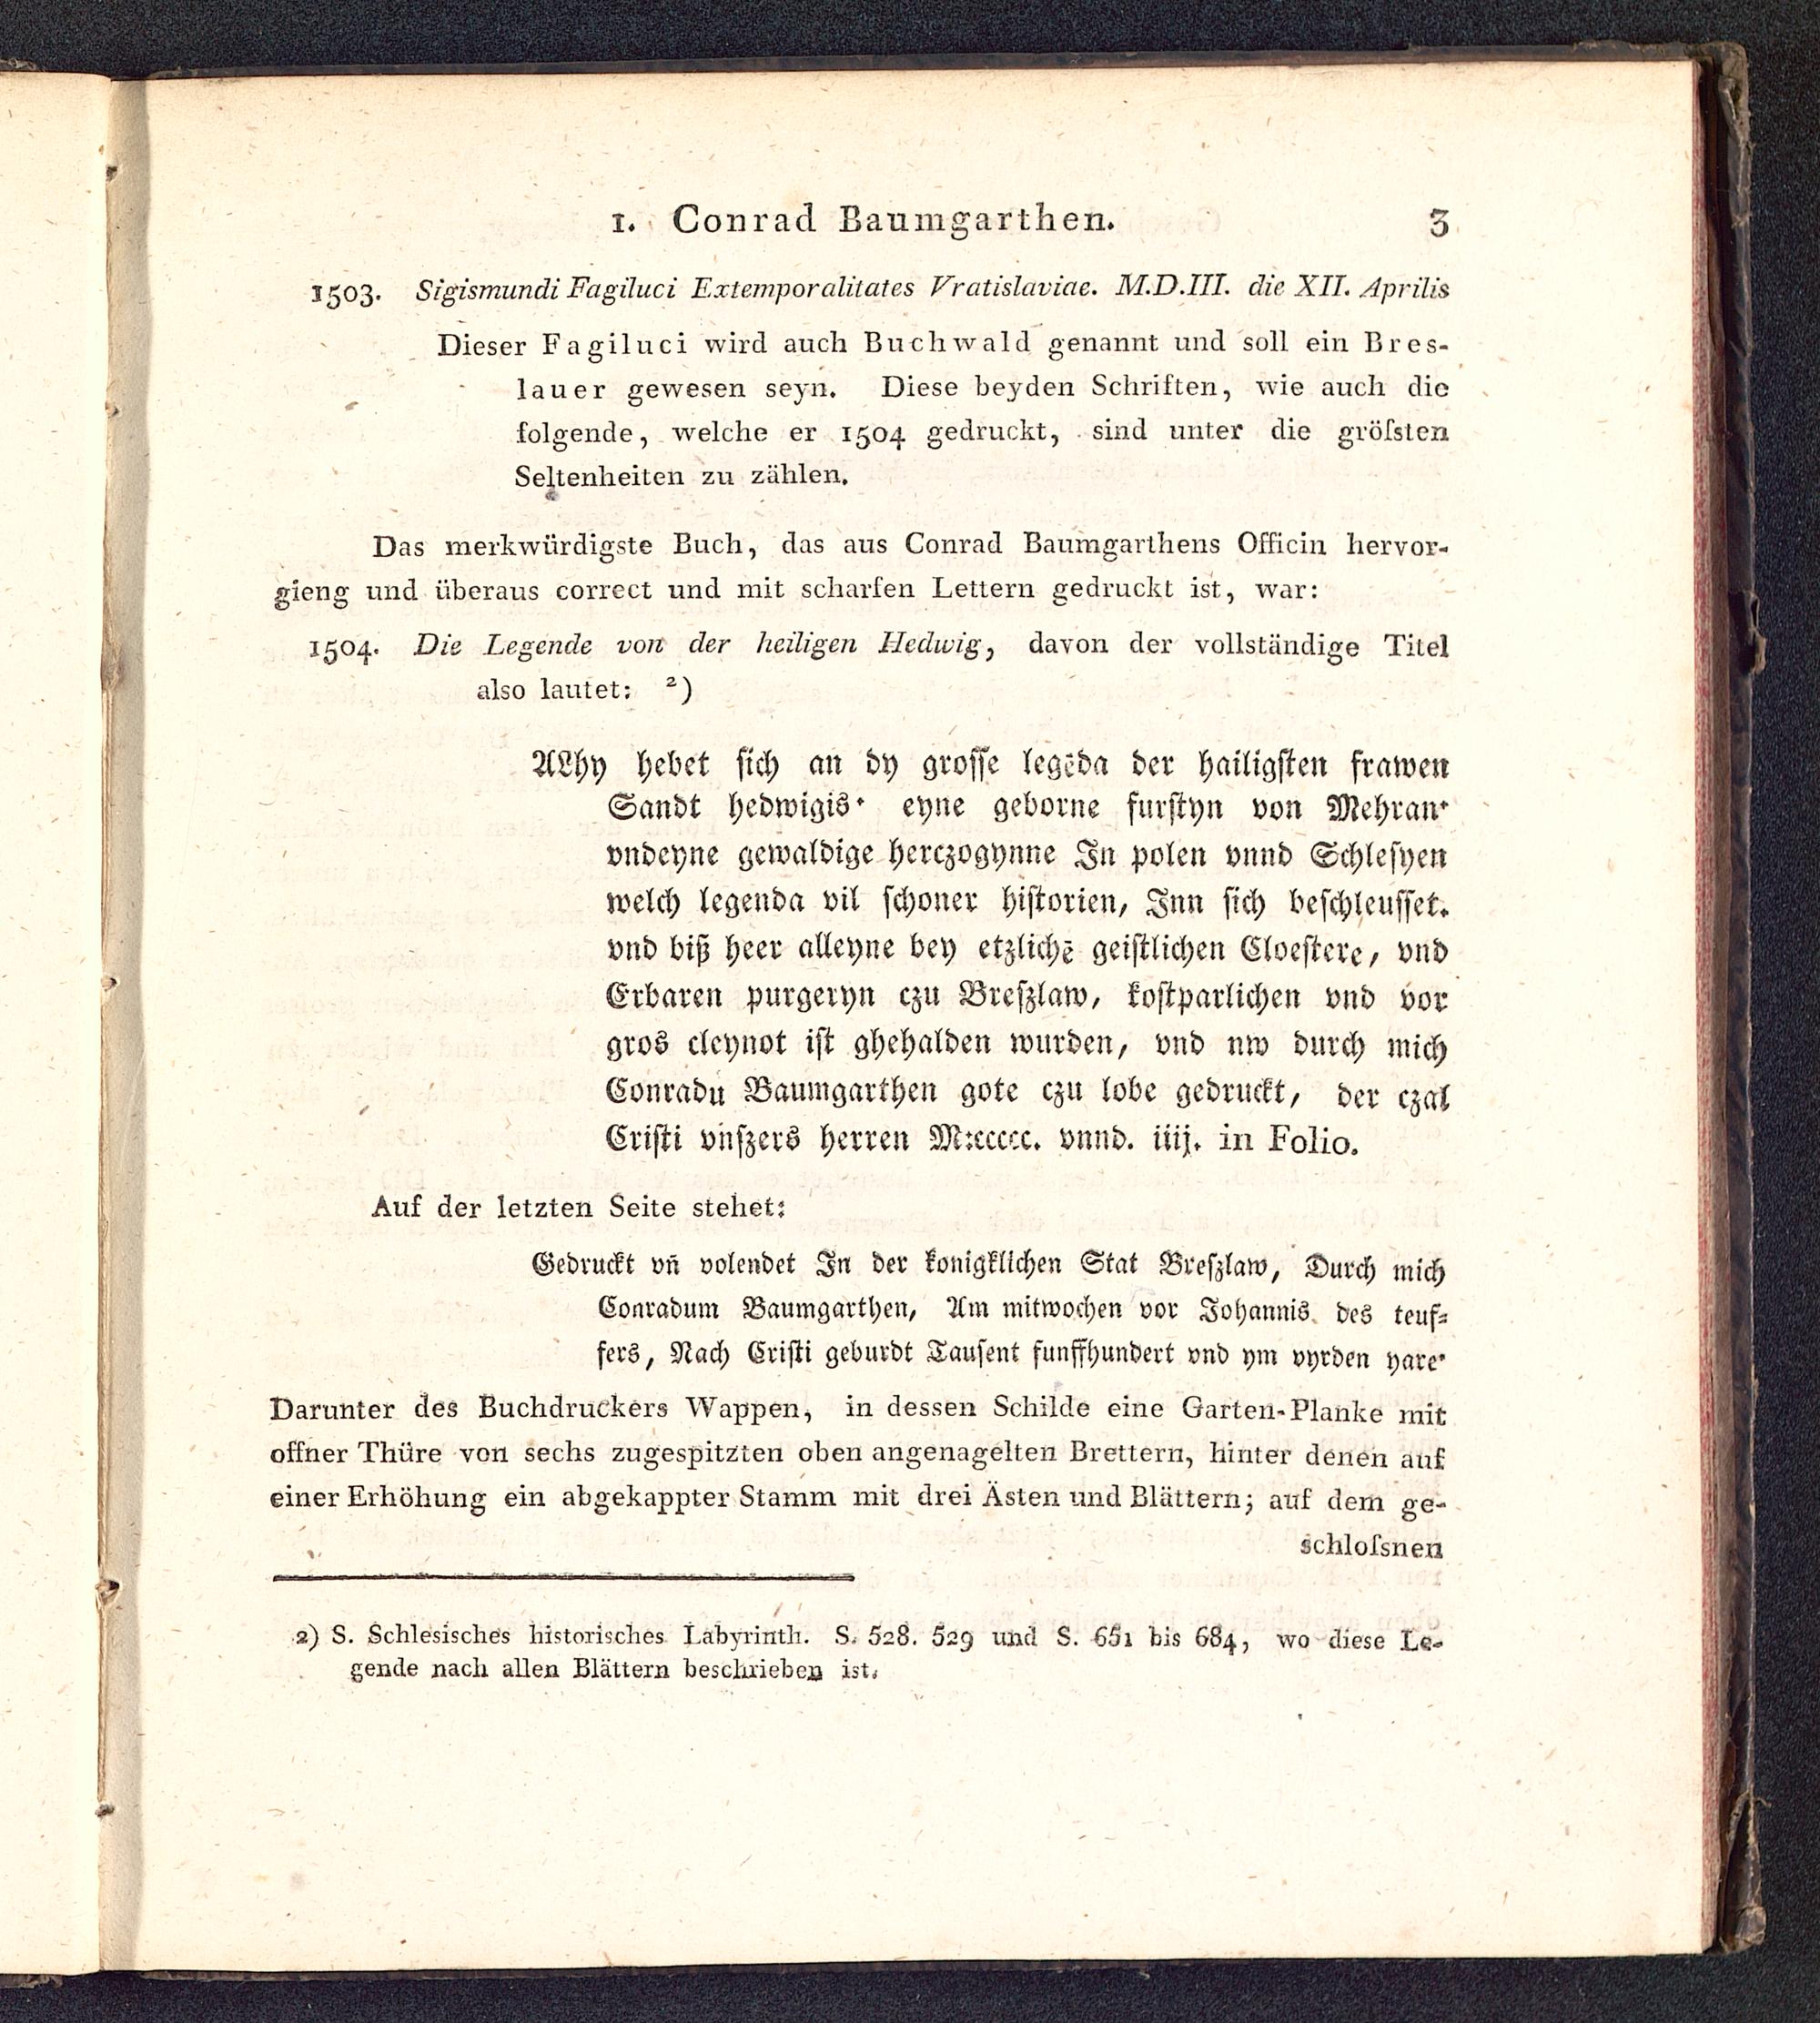 1. Conrad Baumgarthen. 3
1503. Sigismundi Fagiluci Extemporalitates Vratislaviae. M.D.III. die XII. Aprilis
Dieser Fagiluci wird auch Buchwald genannt und soll ein Bres-
lauer gewesen seyn. Diese beyden Schriften, wie auch die
folgende, welche er 1504 gedruckt, sind unter die gröſsten
Seltenheiten zu zählen.
Das merkwürdigste Buch, das aus Conrad Baumgarthens Officin hervor-
gieng und überaus correct und mit scharfen Lettern gedruckt ist, war:
1504. Die Legende von der heiligen Hedwig, davon der vollständige Titel
also lautet: ²)
ALhy hebet sich an dy grosse legēda der hailigsten frawen
Sandt hedwigis· eyne geborne furstyn von Mehran·
vndeyne gewaldige herczogynne In polen vnnd Schlesyen
welch legenda vil schoner historien, Inn sich beschleusset.
vnd biß heer alleyne bey etzlichē geistlichen Cloestere, vnd
Erbaren purgeryn czu Breszlaw, kostparlichen vnd vor
gros cleynot ist ghehalden wurden, vnd nw durch mich
Conradū Baumgarthen gote czu lobe gedruckt, der czal
Cristi vnszers herren M:ccccc. vnnd. iiij. in Folio.
Auf der letzten Seite stehet:
Gedruckt vn̄ volendet In der konigklichen Stat Breszlaw, Durch mich
Conradum Baumgarthen, Am mitwochen vor Johannis des teuf-
fers, Nach Cristi geburdt Tausent funffhundert vnd ym vyrden yare·
Darunter des Buchdruckers Wappen, in dessen Schilde eine Garten-Planke mit
offner Thüre von sechs zugespitzten oben angenagelten Brettern, hinter denen auf
einer Erhöhung ein abgekappter Stamm mit drei Ästen und Blättern; auf dem ge-
schloſsnen
2) S. Schlesisches historisches Labyrinth. S. 528. 529 und S. 651 bis 684, wo diese Le-
gende nach allen Blättern beschrieben ist.